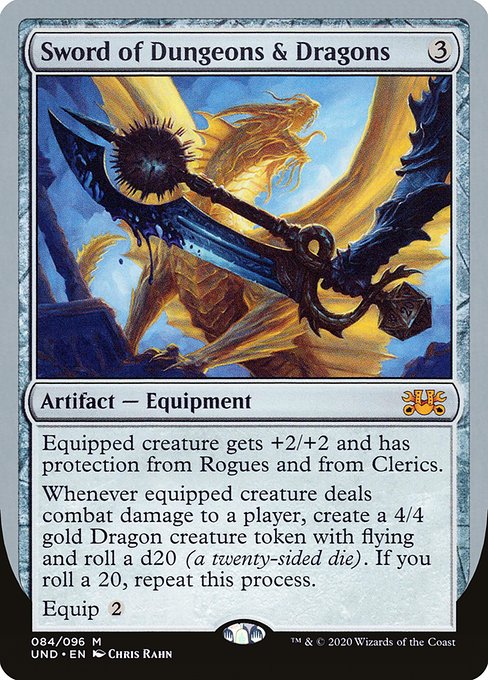 Sword of Dungeons & Dragons 3
Artifact — Equipment
Equipped creature gets +2/+2 and has
protection from Rogues and from Clerics.
Whenever equipped creature deals
combat damage to a player, create a 4/4
gold Dragon creature token with flying
and roll a d20 (a twenty-sided die). If you
roll a 20, repeat this process.
Equip 2
084/096 M
UND • EN Chris Rahn
™ & © 2020 Wizards of the Coast